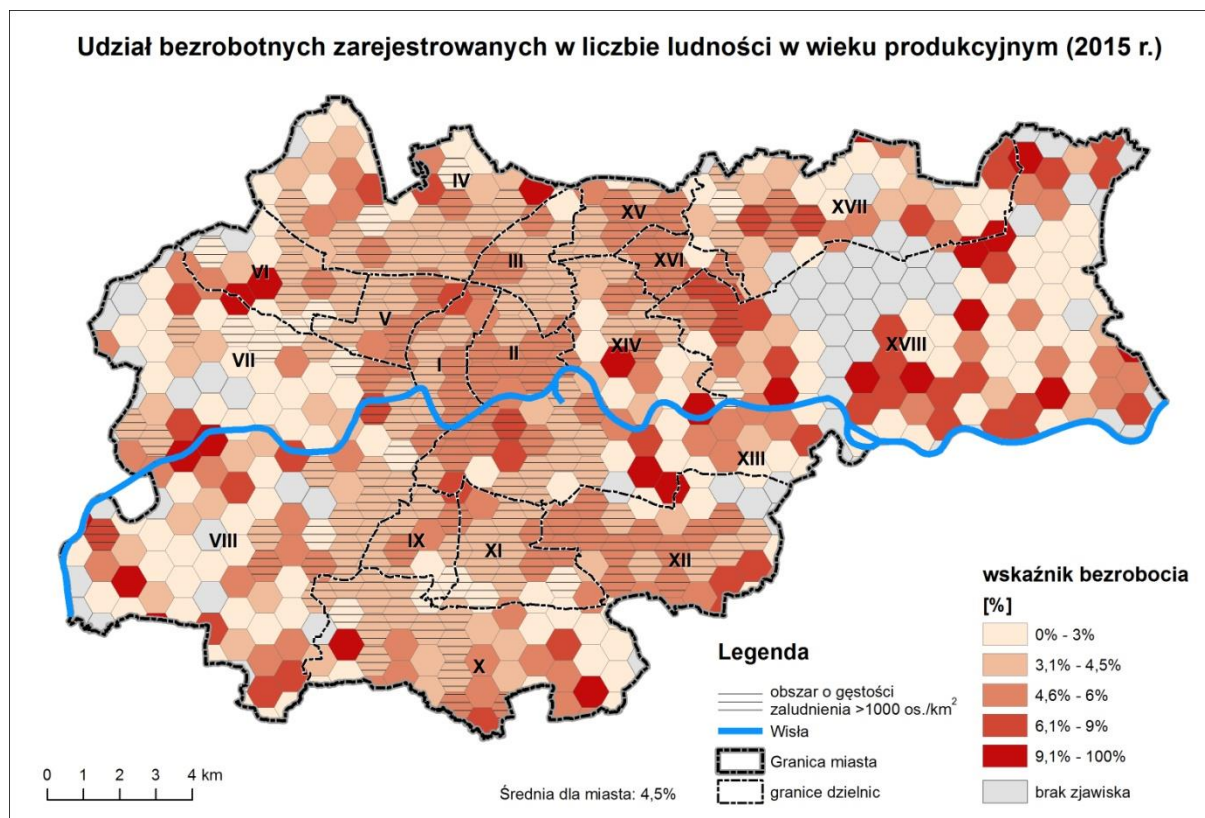 Udział bezrobotnych zarejestrowanych w liczbie ludności w wieku produkcyjnym (2015 r.)
IV
XV
XVII
III
XVI
VI
V
XIV
XVIII
VII
I
II
XIII
VIII
IX
XI
XII
X
wskaźnik bezrobocia
[%]
0% - 3%
3,1% - 4,5%
4,6% - 6%
6,1% - 9%
9,1% - 100%
brak zjawiska
Legenda
obszar o gęstości
zaludnienia >1000 os./km²
Wisła
Granica miasta
granice dzielnic
0 1 2 3 4 km
Średnia dla miasta: 4,5%